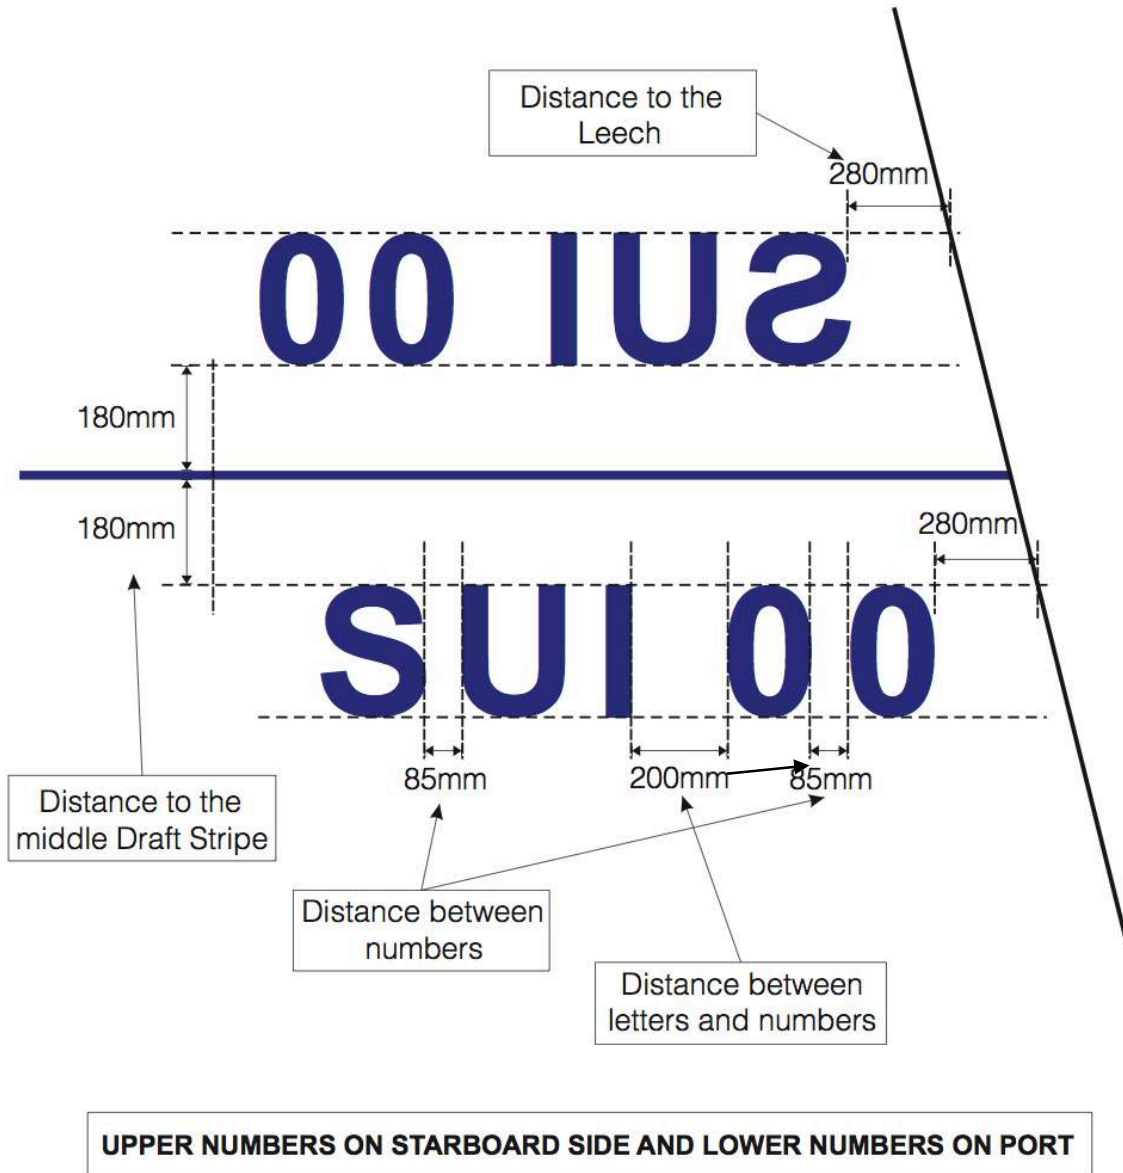 Distance to the
Leech
280mm
00 IUS
180mm
180mm
280mm
SUI 00
85mm
200mm
85mm
Distance to the
middle Draft Stripe
Distance between
numbers
Distance between
letters and numbers
UPPER NUMBERS ON STARBOARD SIDE AND LOWER NUMBERS ON PORT